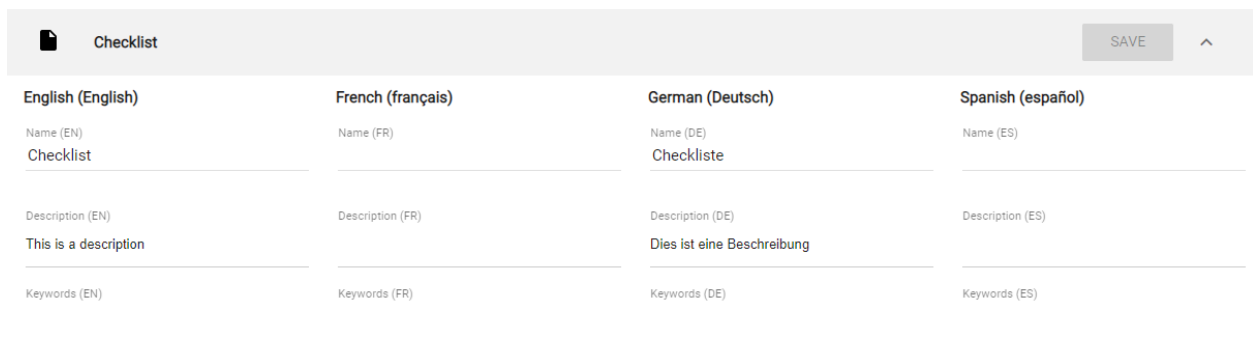 Checklist SAVE
English (English) French (français) German (Deutsch) Spanish (español)
Name (EN) Name (FR) Name (DE) Name (ES)
Checklist Checkliste
Description (EN) Description (FR) Description (DE) Description (ES)
This is a description Dies ist eine Beschreibung
Keywords (EN) Keywords (FR) Keywords (DE) Keywords (ES)